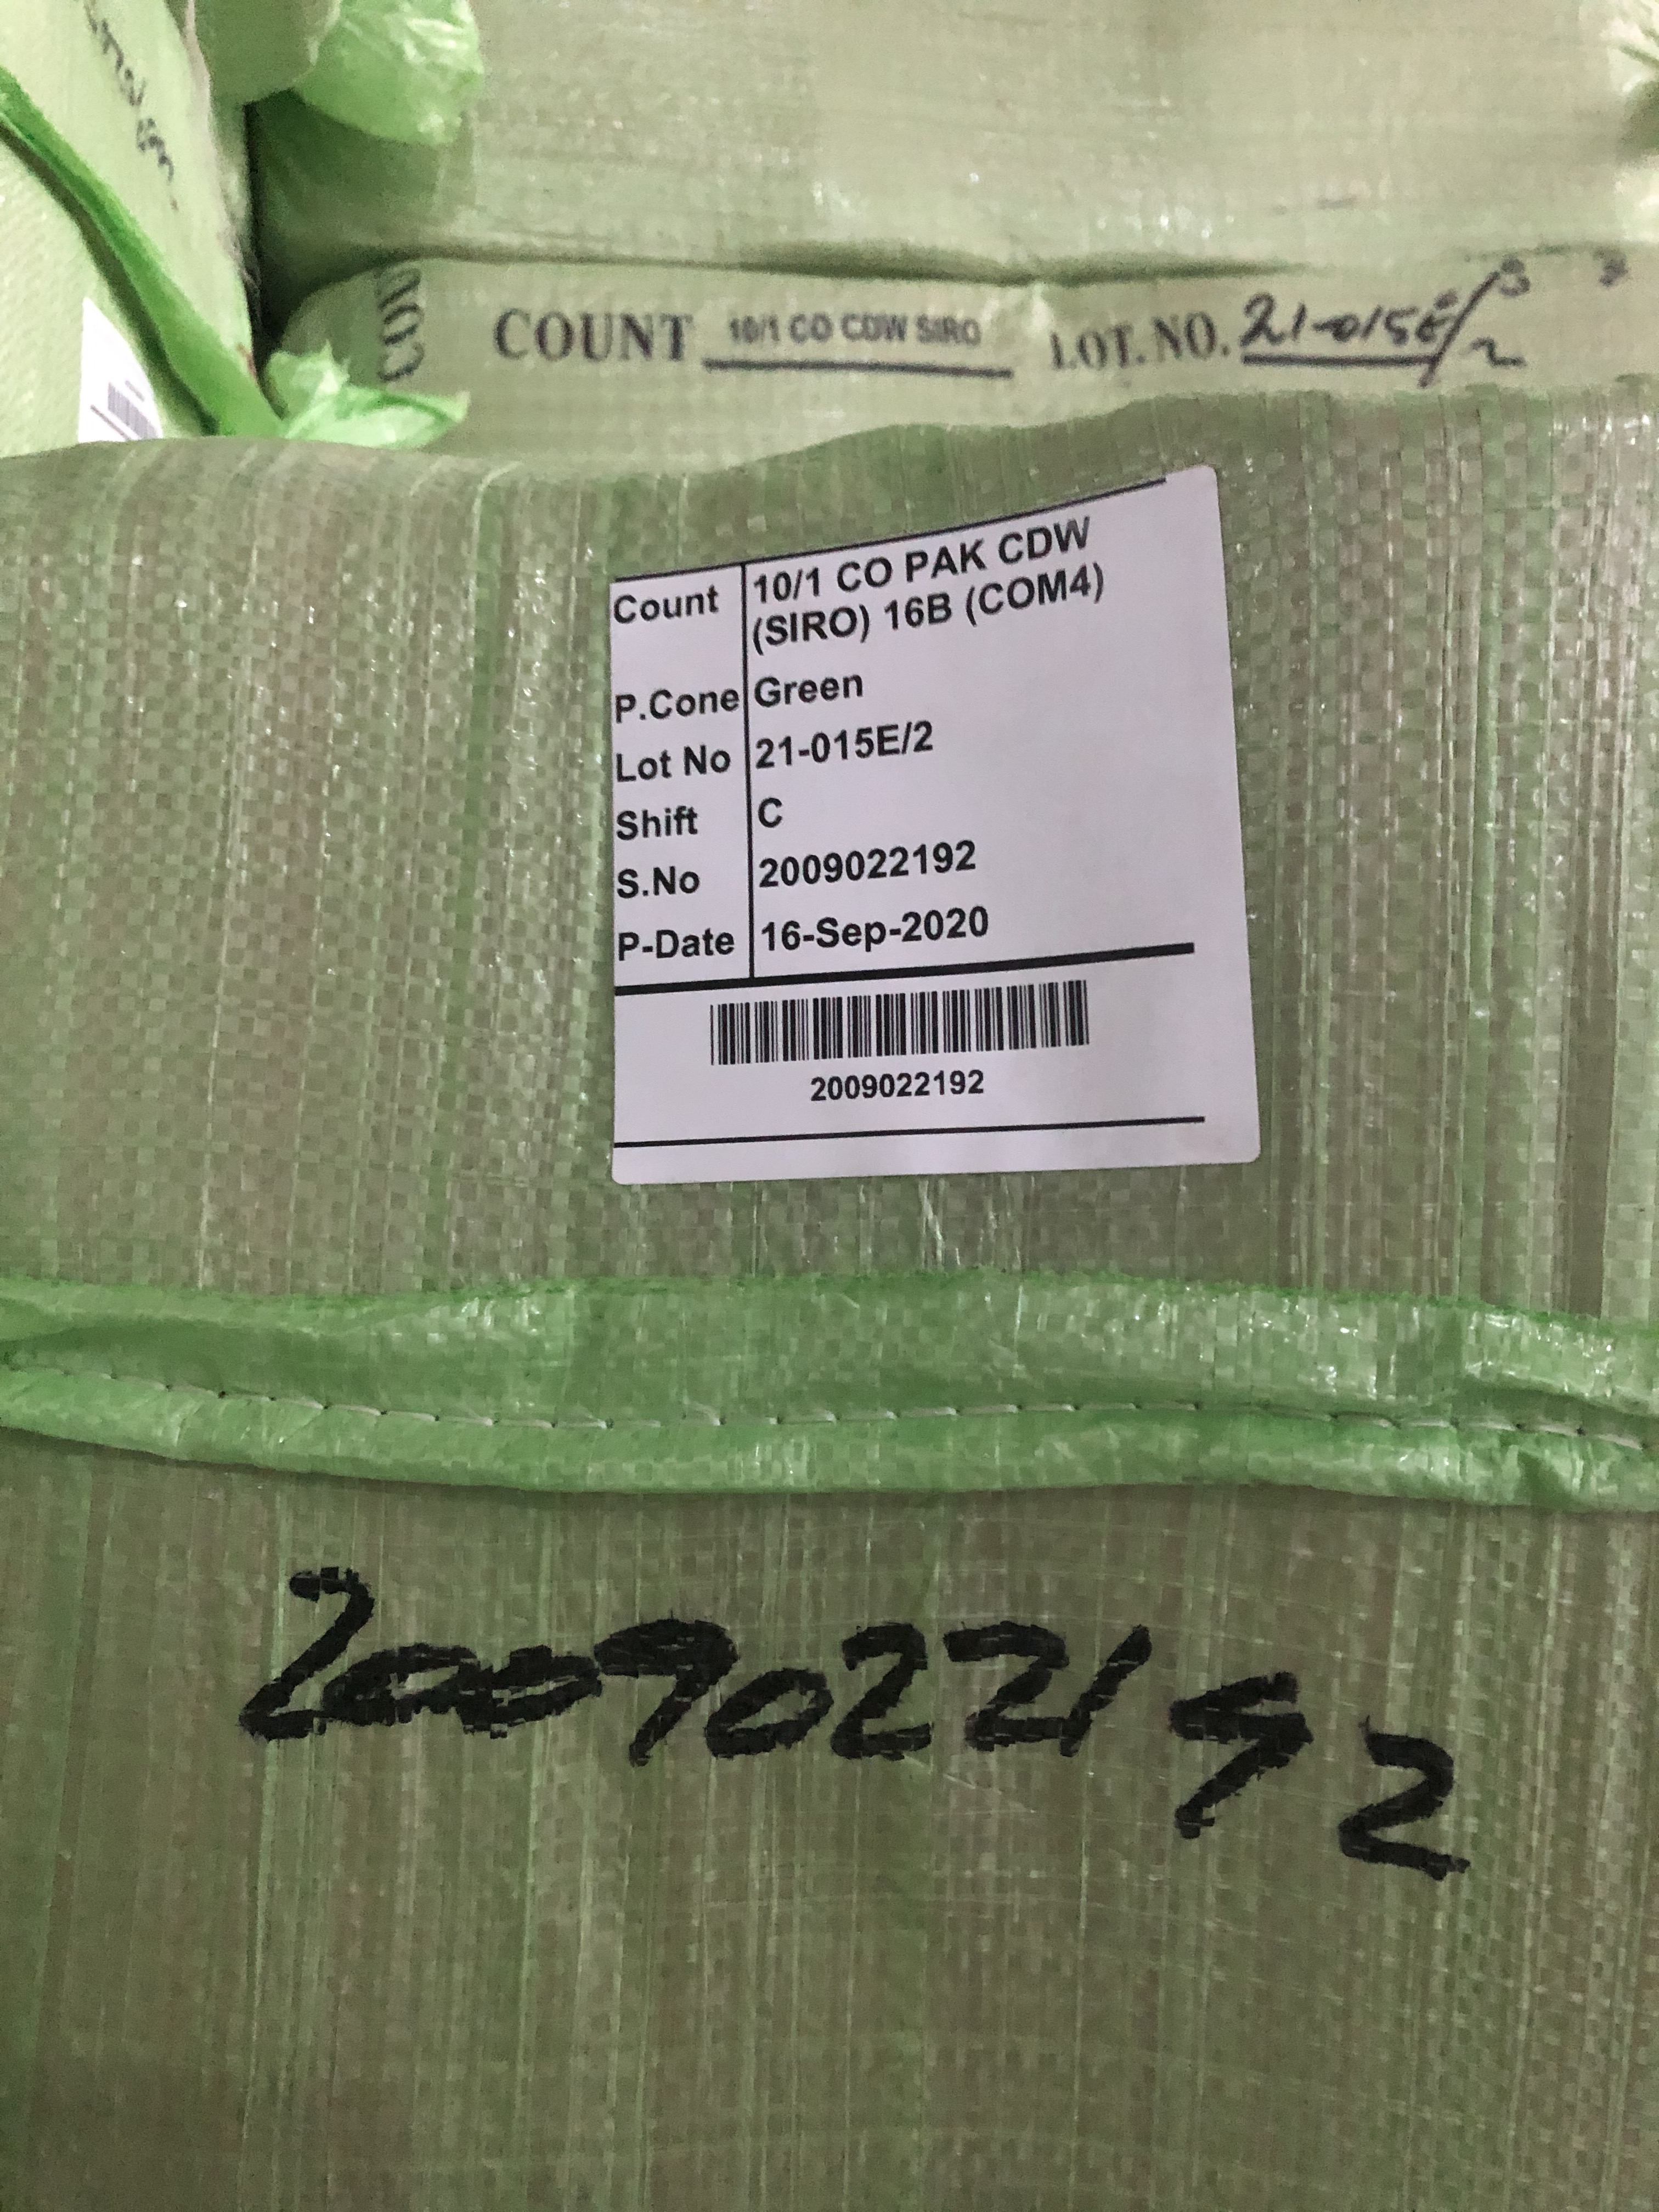 COUNT 10/1 CO CDW SIRO LOT. NO. 21-015E/2
Count 10/1 CO PAK CDW
(SIRO) 16B (COM4)
P.Cone Green
Lot No 21-015E/2
Shift C
S.No 2009022192
P-Date 16-Sep-2020
2009022192
2009022192